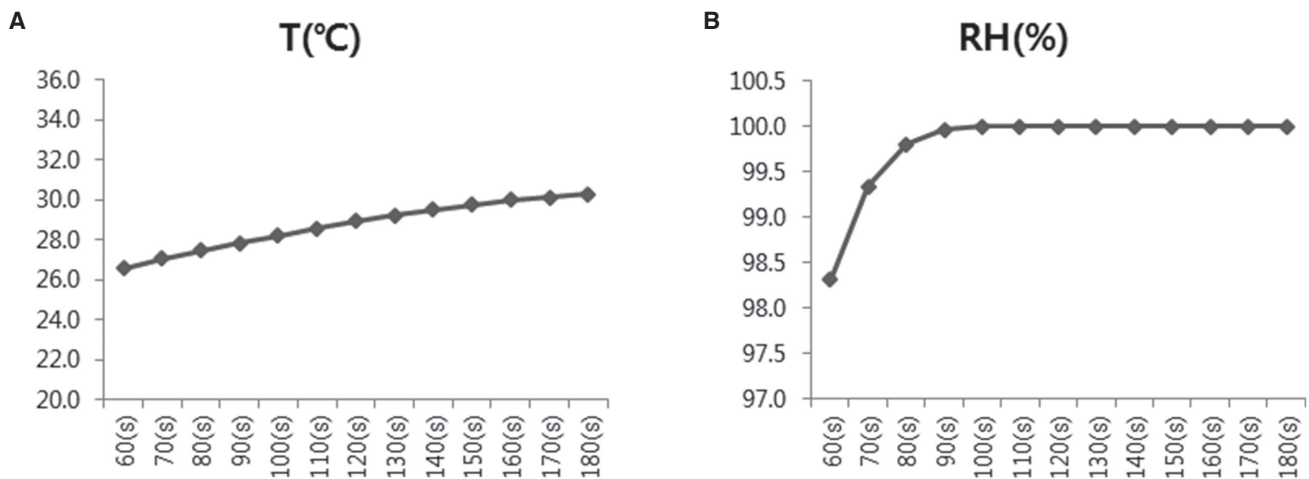 A
T(℃)
36.0
34.0
32.0
30.0
28.0
26.0
24.0
22.0
20.0
60(s)
70(s)
80(s)
90(s)
100(s)
110(s)
120(s)
130(s)
140(s)
150(s)
160(s)
170(s)
180(s)
B
RH(%)
100.5
100.0
99.5
99.0
98.5
98.0
97.5
97.0
60(s)
70(s)
80(s)
90(s)
100(s)
110(s)
120(s)
130(s)
140(s)
150(s)
160(s)
170(s)
180(s)